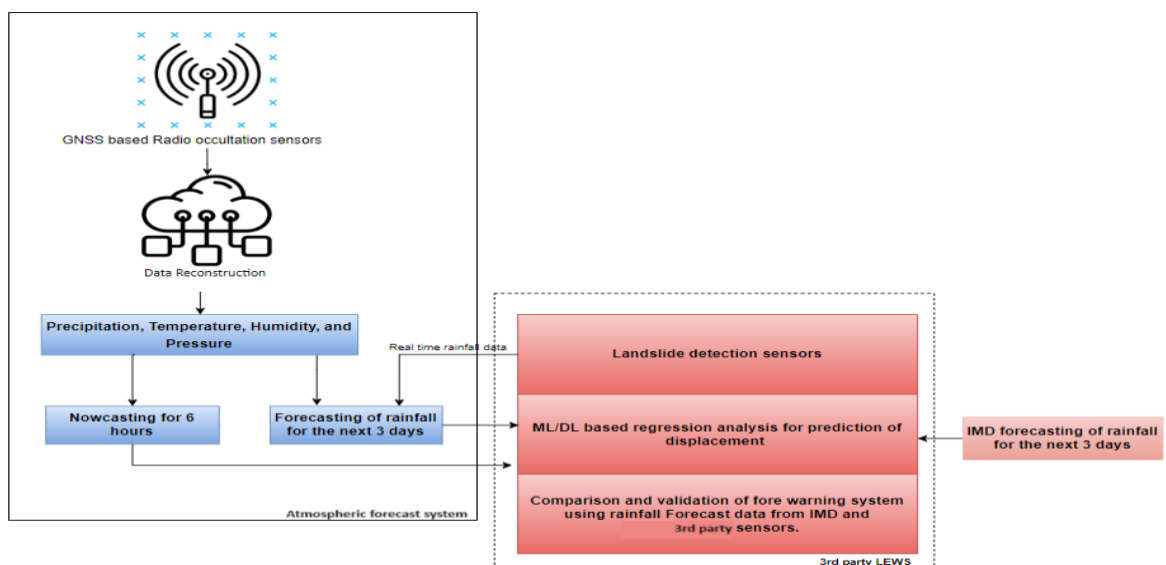 GNSS based Radio occultation sensors
Data Reconstruction
Precipitation, Temperature, Humidity, and
Pressure
Real time rainfall data
Nowcasting for 6
hours
Forecasting of rainfall
for the next 3 days
Atmospheric forecast system
Landslide detection sensors
ML/DL based regression analysis for prediction of
displacement
Comparison and validation of fore warning system
using rainfall Forecast data from IMD and
3rd party sensors.
3rd party LEWS
IMD forecasting of rainfall
for the next 3 days